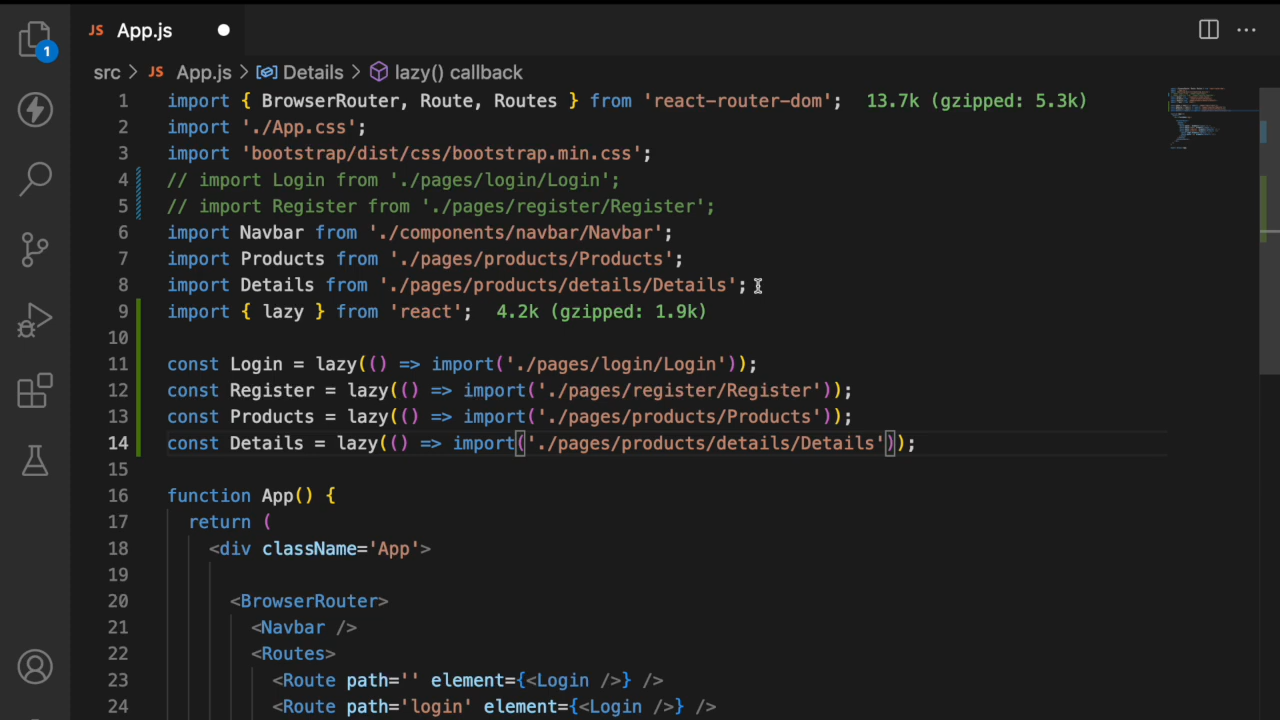 JS App.js
1
src > JS App.js > Details > lazy() callback
1 import { BrowserRouter, Route, Routes } from 'react-router-dom'; 13.7k (gzipped: 5.3k)
2 import './App.css';
3 import 'bootstrap/dist/css/bootstrap.min.css';
4 // import Login from './pages/login/Login';
5 // import Register from './pages/register/Register';
6 import Navbar from './components/navbar/Navbar';
7 import Products from './pages/products/Products';
8 import Details from './pages/products/details/Details';
9 import { lazy } from 'react'; 4.2k (gzipped: 1.9k)
10
11 const Login = lazy(() => import('./pages/login/Login'));
12 const Register = lazy(() => import('./pages/register/Register'));
13 const Products = lazy(() => import('./pages/products/Products'));
14 const Details = lazy(() => import('./pages/products/details/Details'));
15
16 function App() {
17 return (
18 <div className='App'>
19
20 <BrowserRouter>
21 <Navbar />
22 <Routes>
23 <Route path='' element={<Login />} />
24 <Route path='login' element={<Login />} />